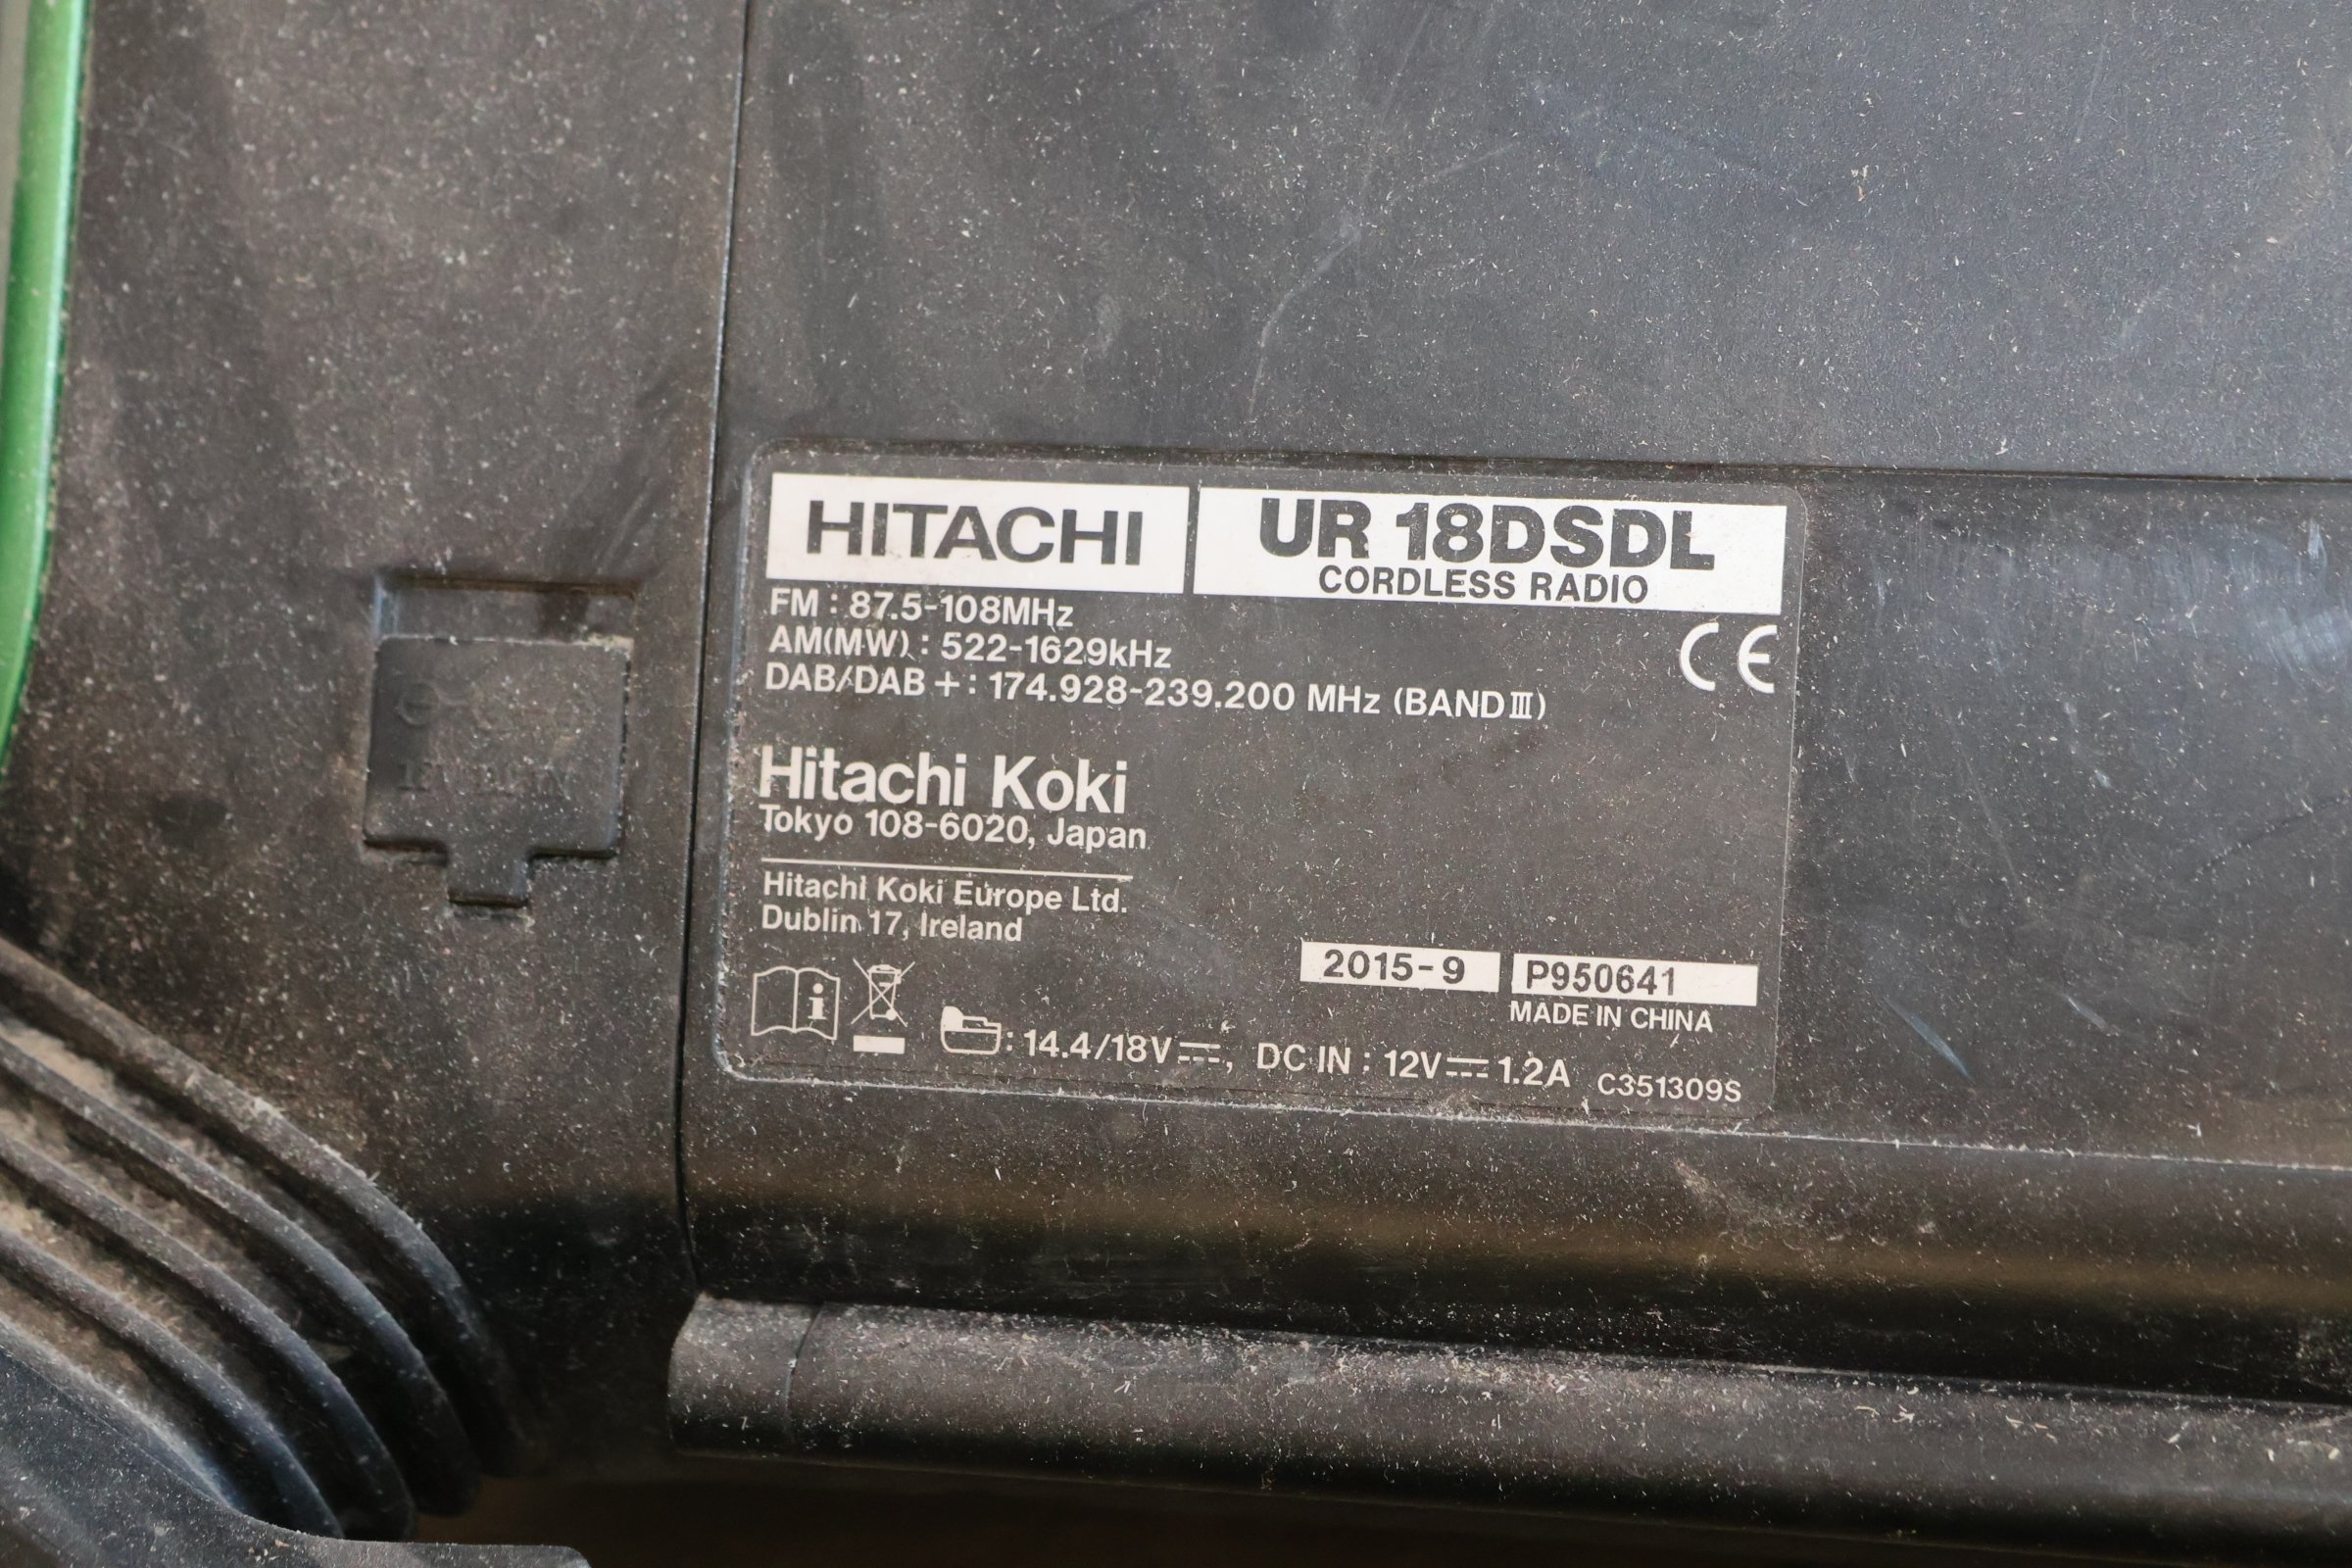 HITACHI
UR 18DSDL
CORDLESS RADIO
FM : 87.5-108MHz
AM(MW) : 522-1629kHz
DAB/DAB + : 174.928-239.200 MHz (BAND Ⅲ)
CE
Hitachi Koki
Tokyo 108-6020, Japan
Hitachi Koki Europe Ltd.
Dublin 17, Ireland
2015-9 P950641
MADE IN CHINA
: 14.4/18V⎓, DC IN : 12V⎓1.2A C351309S